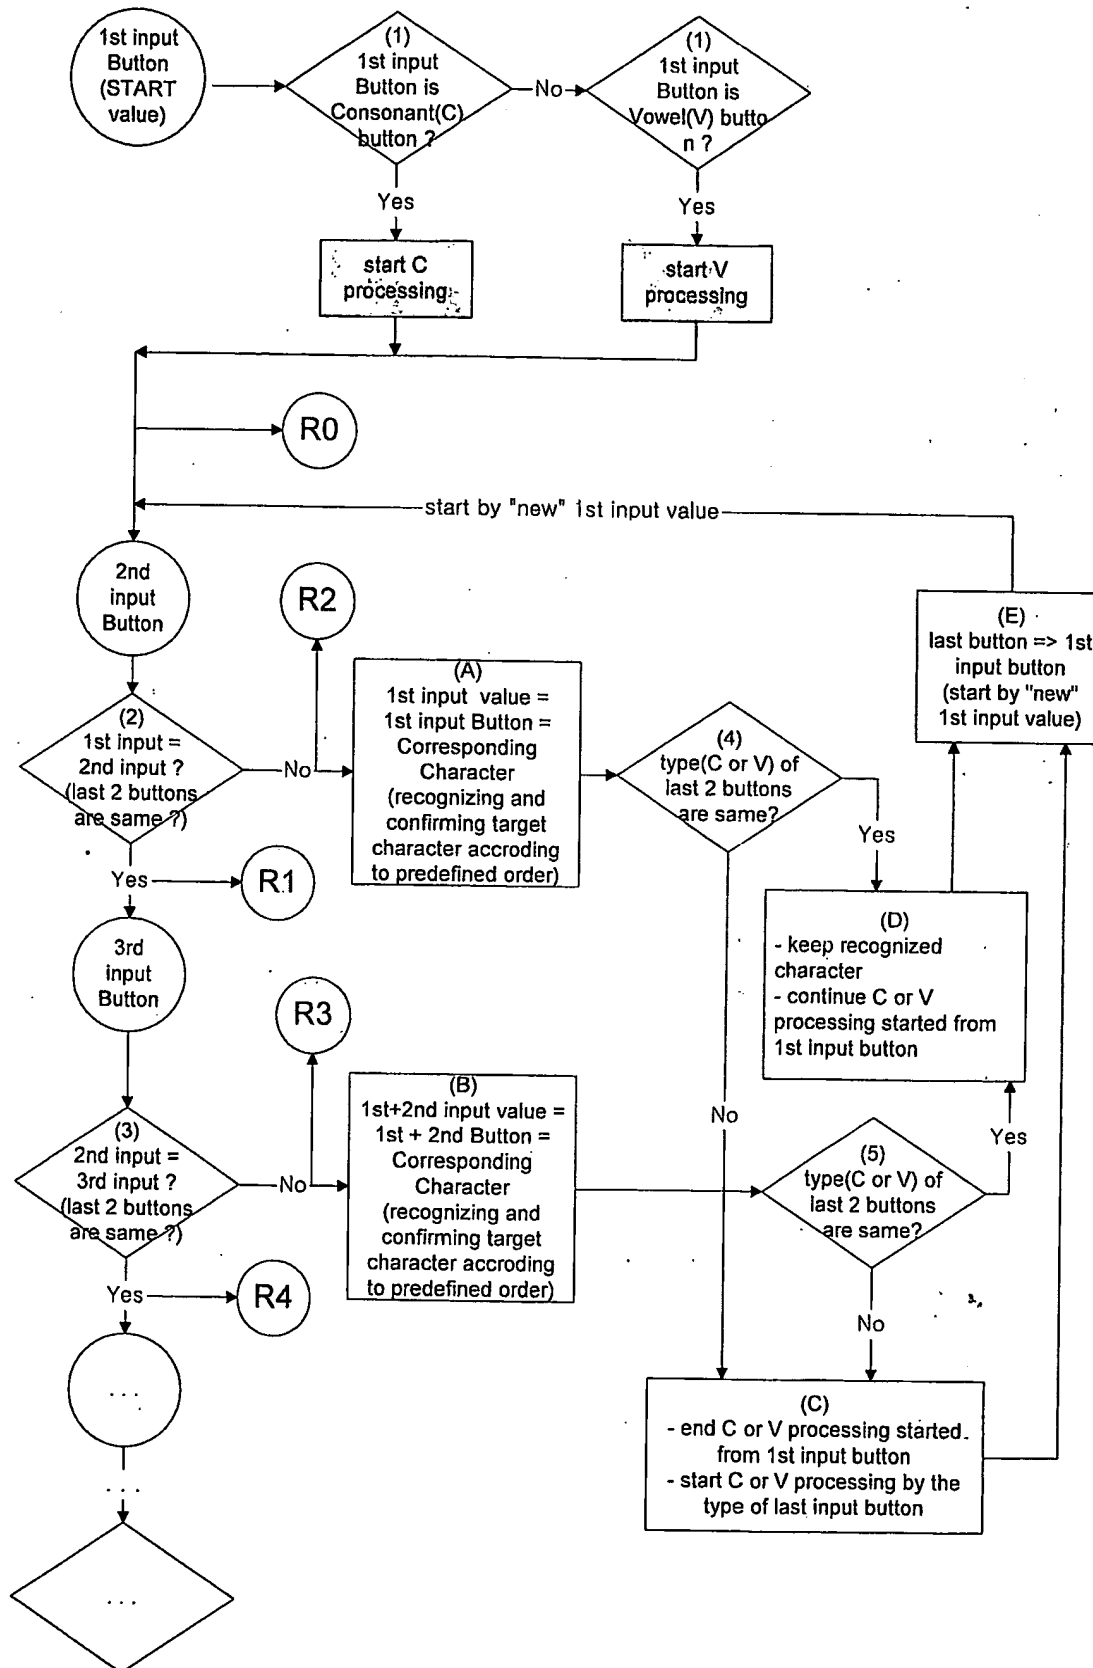 1st input
Button
(START
value)
(1)
1st input
Button is
Consonant(C)
button ?
No
(1)
1st input
Button is
Vowel(V) butto
n ?
Yes
Yes
start C
processing
start V
processing
R0
start by "new" 1st input value
2nd
input
Button
R2
(A)
1st input value =
1st input Button =
Corresponding
Character
(recognizing and
confirming target
character accroding
to predefined order)
(E)
last button => 1st
input button
(start by "new"
1st input value)
(2)
1st input =
2nd input ?
(last 2 buttons
are same ?)
No
(4)
type(C or V) of
last 2 buttons
are same?
Yes
Yes
R1
(D)
- keep recognized
character
- continue C or V
processing started from
1st input button
3rd
input
Button
R3
(B)
1st+2nd input value =
1st + 2nd Button =
Corresponding
Character
(recognizing and
confirming target
character accroding
to predefined order)
No
(3)
2nd input =
3rd input ?
(last 2 buttons
are same ?)
No
(5)
type(C or V) of
last 2 buttons
are same?
Yes
Yes
R4
No
. . .
(C)
- end C or V processing started
from 1st input button
- start C or V processing by the
type of last input button
. . .
. . .